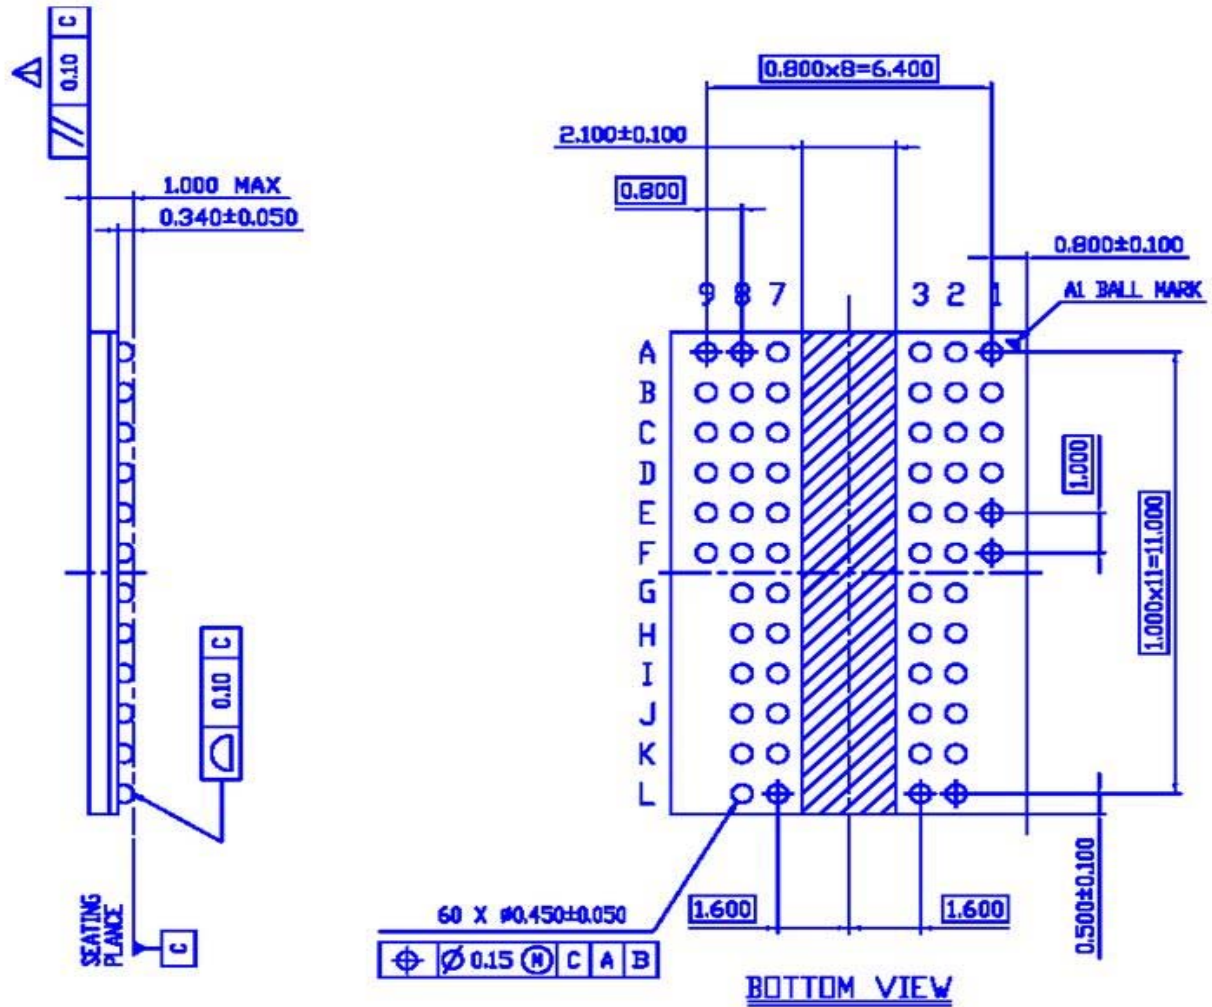 C
0.10
//
1.000 MAX
0.340±0.050
0.10 C
SEATING
PLANCE
C
0.800x8=6.400
2.100±0.100
0.800
0.800±0.100
A1 BALL MARK
9 8 7 3 2 1
A
B
C
D
E
F
G
H
I
J
K
L
1.000
1.000x11=11.000
0.500±0.100
1.600
1.600
60 X ø0.450±0.050
Ø 0.15 Ⓜ C A B
BOTTOM VIEW